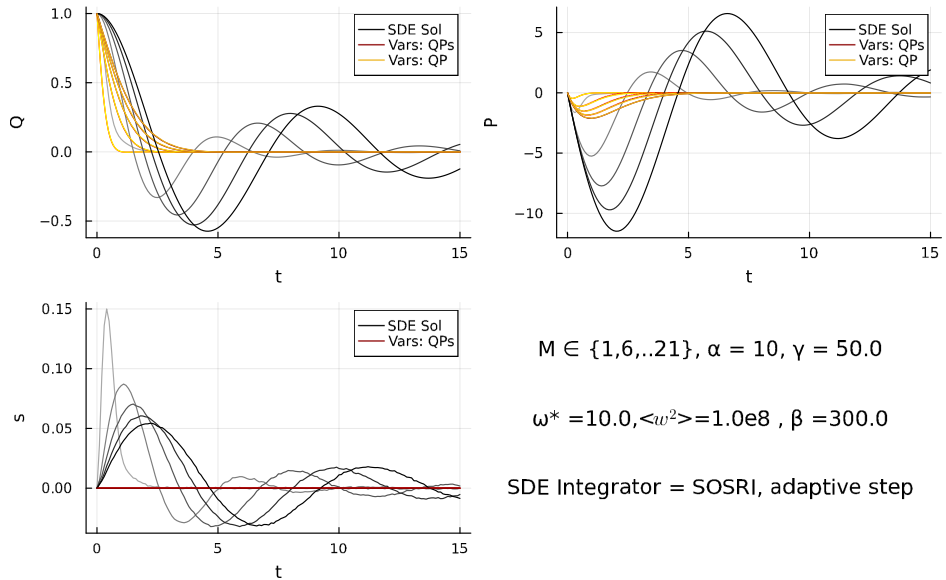 1.0
0.5
0.0
−0.5
Q
0
5
10
15
t
SDE Sol
Vars: QPs
Vars: QP
5
0
−5
−10
P
0
5
10
15
t
SDE Sol
Vars: QPs
Vars: QP
0.15
0.10
0.05
0.00
s
0
5
10
15
t
SDE Sol
Vars: QPs
M ∈ {1,6,..21}, α = 10, γ = 50.0
ω* =10.0,<w²>=1.0e8 , β =300.0
SDE Integrator = SOSRI, adaptive step